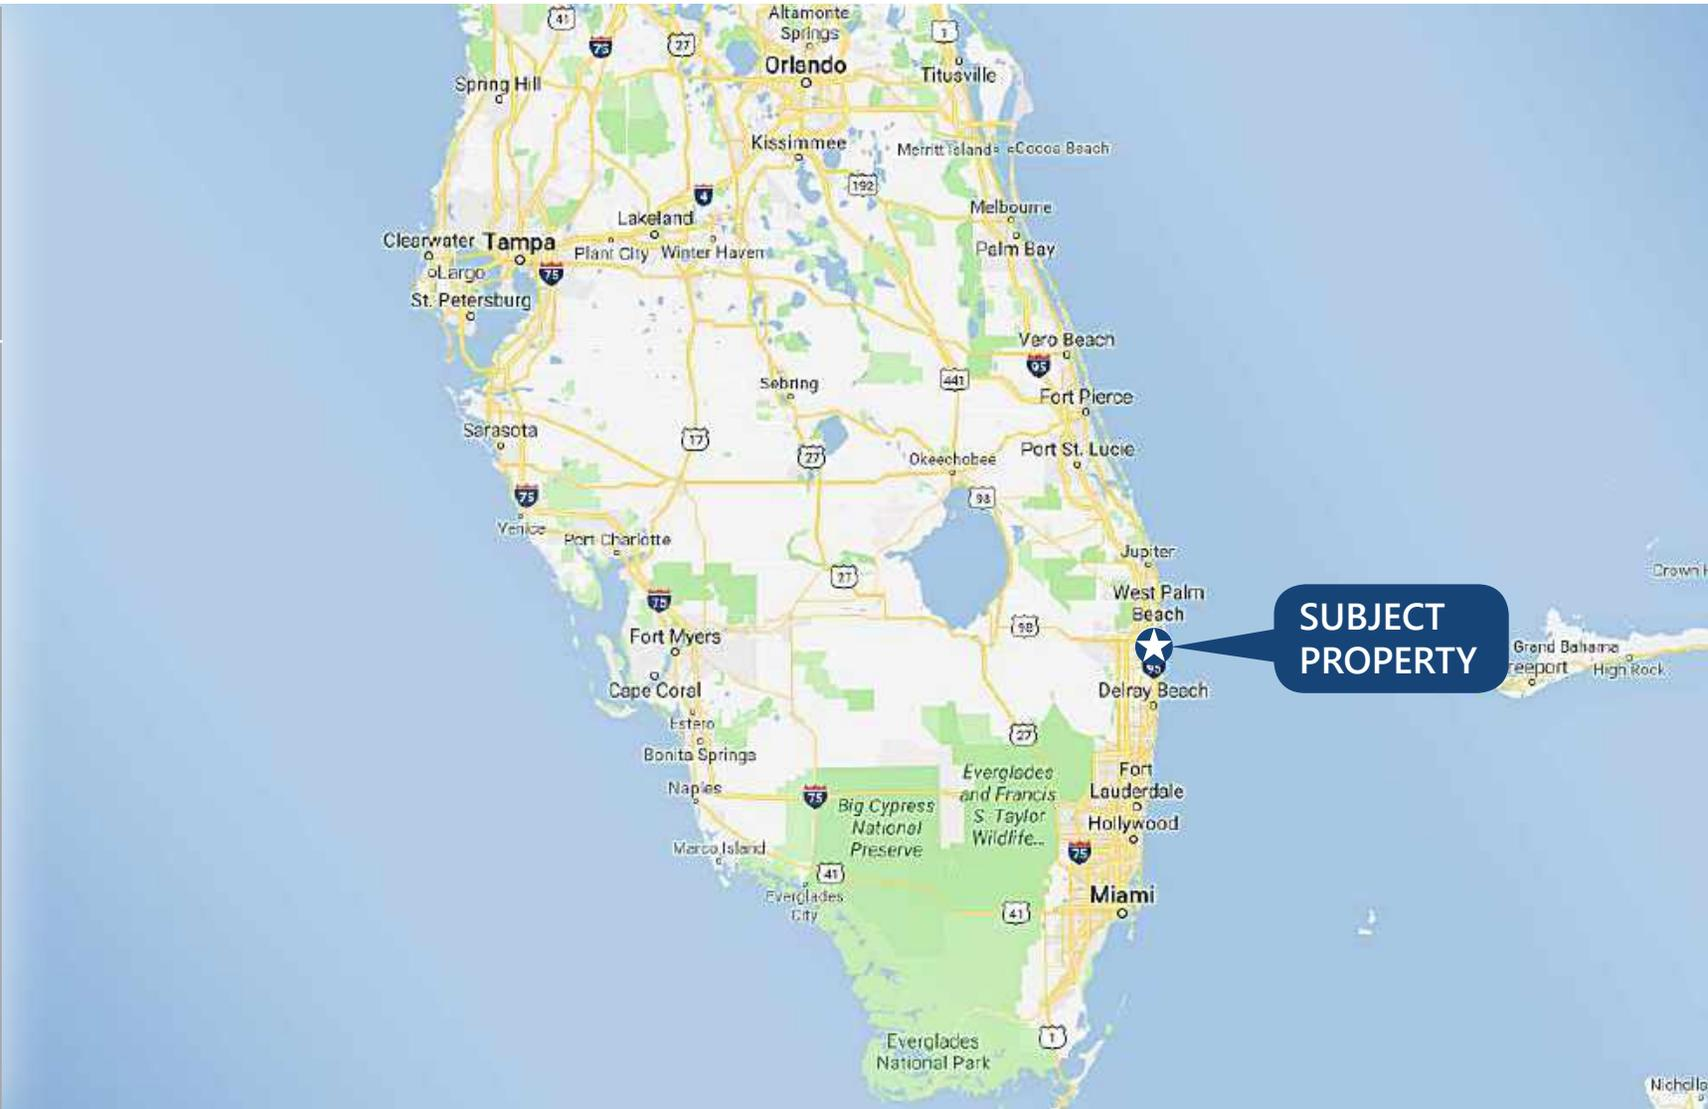 41
Altamonte
Springs
1
75
27
Orlando
Titusville
Spring Hill
Kissimmee
Merritt Island
Cocoa Beach
192
4
Melbourne
Lakeland
Clearwater
Tampa
Plant City
Winter Haven
Palm Bay
Largo
75
St. Petersburg
Vero Beach
95
Sebring
441
Fort Pierce
Sarasota
17
27
Port St. Lucie
Okeechobee
98
75
Venice
Port Charlotte
Jupiter
27
West Palm
Beach
75
98
SUBJECT
PROPERTY
Fort Myers
Grand Bahama
reeport
High Rock
Crown H
95
Cape Coral
Delray Beach
Estero
27
Bonita Springs
Naples
75
Big Cypress
National
Preserve
Everglades
and Francis
S. Taylor
Wildlife...
Fort
Lauderdale
Hollywood
75
Marco Island
41
Everglades
City
41
Miami
1
Everglades
National Park
Nicholls